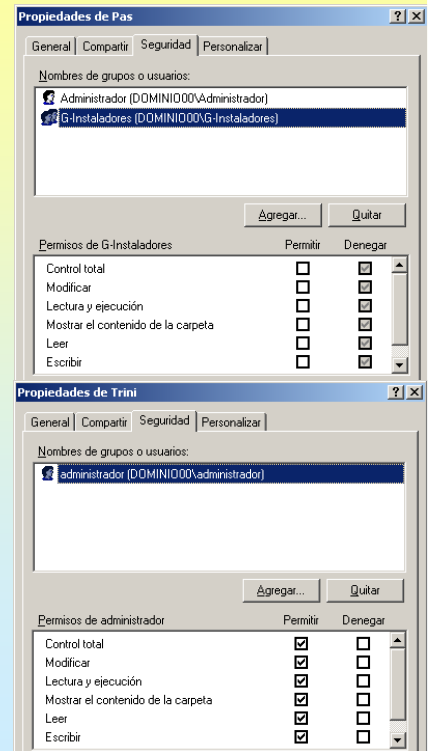 Propiedades de Pas
General Compartir Seguridad Personalizar
Nombres de grupos o usuarios:
Administrador (DOMINIO00\Administrador)
G-Instaladores (DOMINIO00\G-Instaladores)
Agregar... Quitar
Permisos de G-Instaladores Permitir Denegar
Control total
Modificar
Lectura y ejecución
Mostrar el contenido de la carpeta
Leer
Escribir
Propiedades de Trini
General Compartir Seguridad Personalizar
Nombres de grupos o usuarios:
administrador (DOMINIO00\administrador)
Agregar... Quitar
Permisos de administrador Permitir Denegar
Control total
Modificar
Lectura y ejecución
Mostrar el contenido de la carpeta
Leer
Escribir